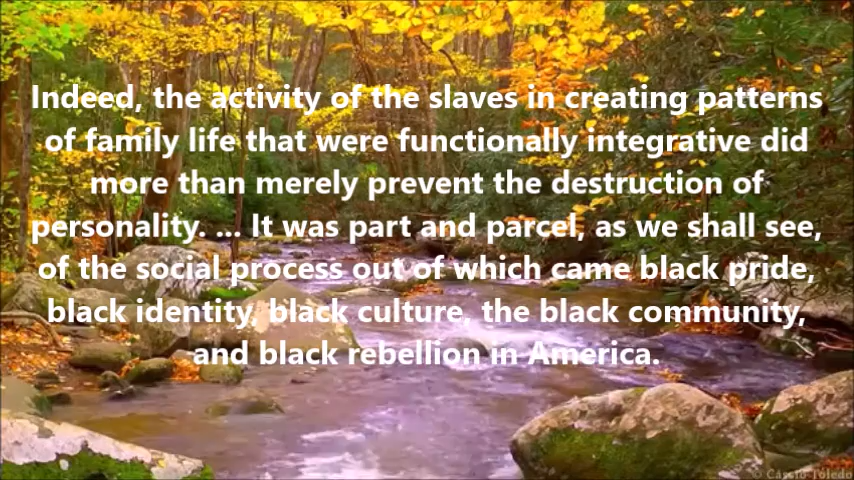 Indeed, the activity of the slaves in creating patterns
of family life that were functionally integrative did
more than merely prevent the destruction of
personality. ... It was part and parcel, as we shall see,
of the social process out of which came black pride,
black identity, black culture, the black community,
and black rebellion in America.
© Cássio Toledo